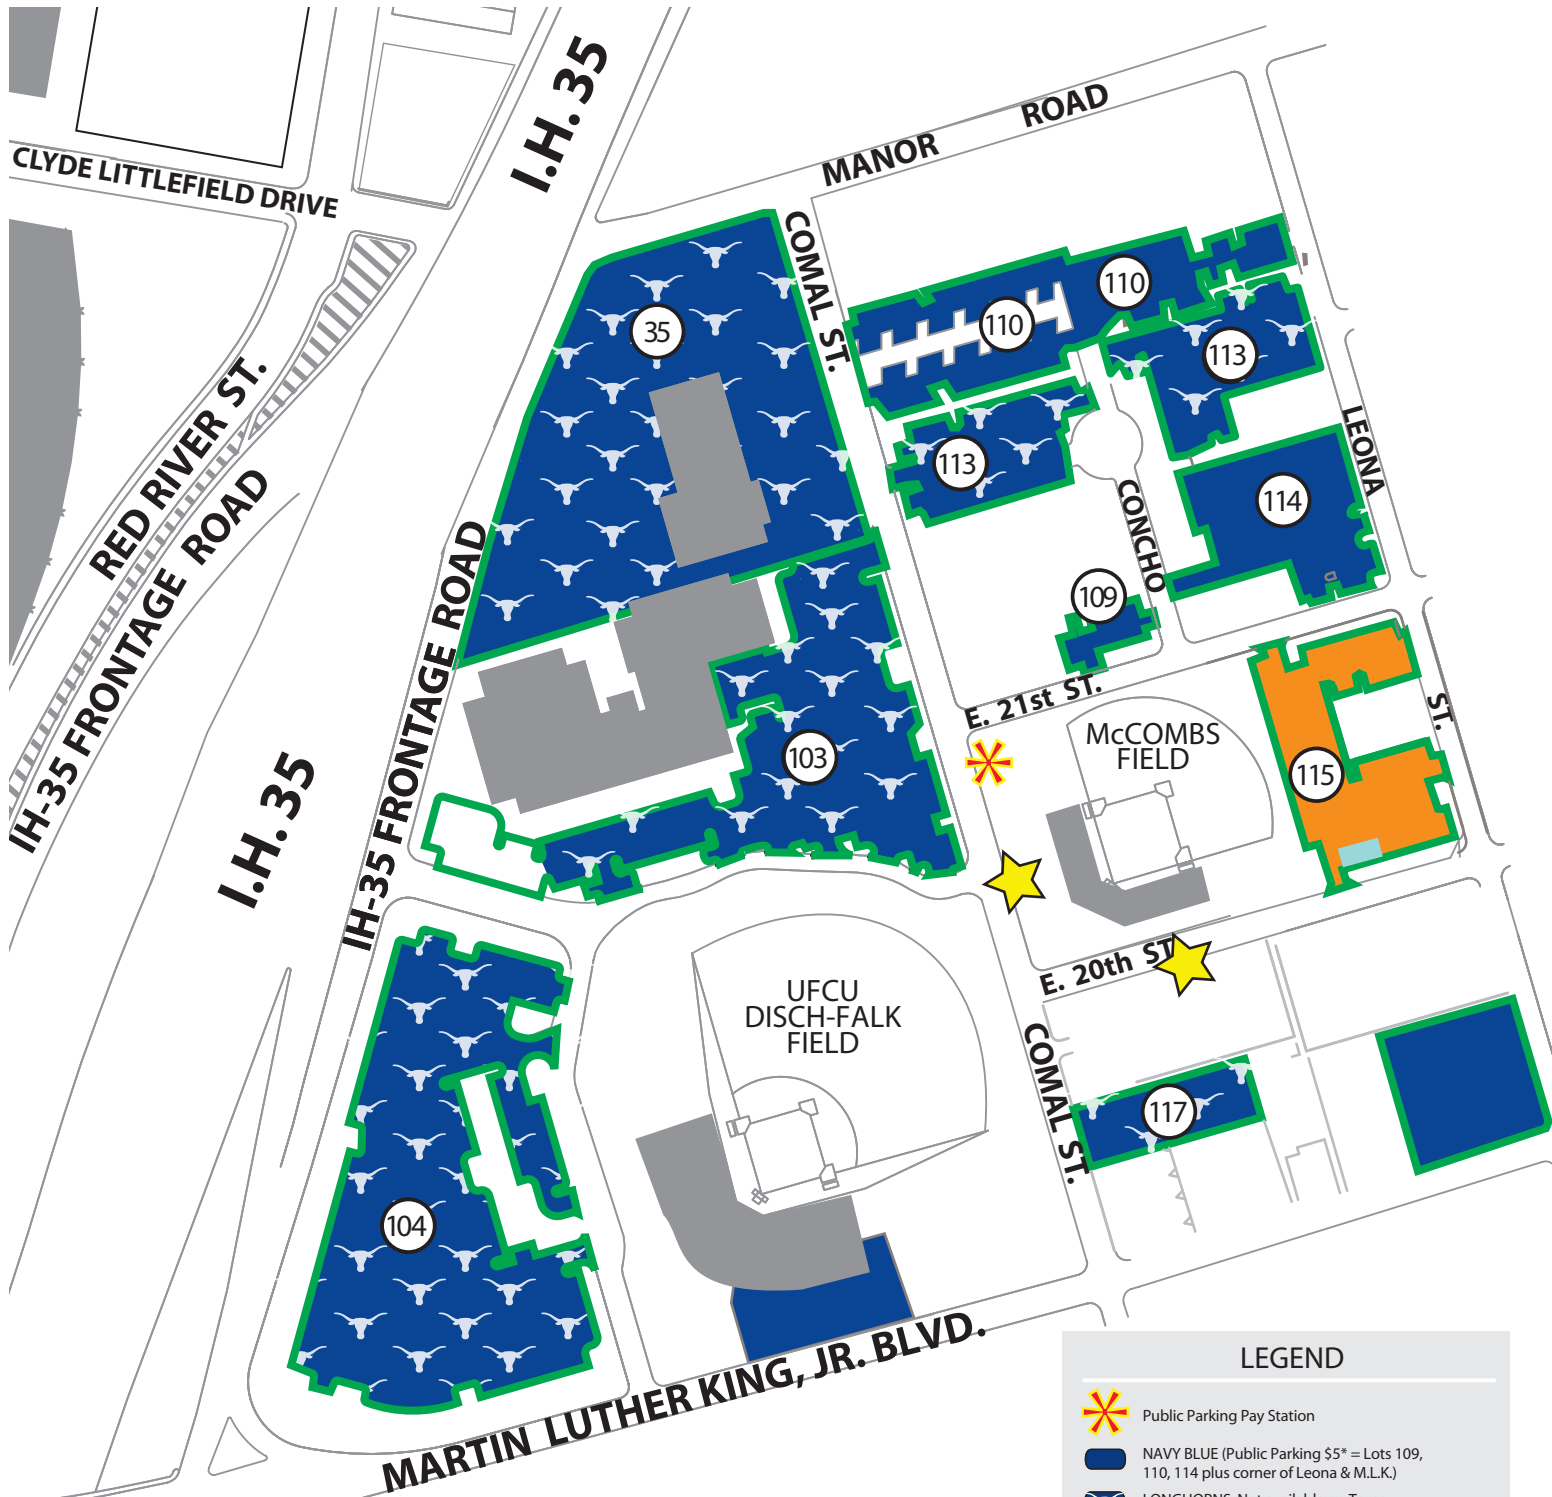 I.H. 35
MANOR ROAD
CLYDE LITTLEFIELD DRIVE
COMAL ST.
110
110
35
113
113
RED RIVER ST.
LEONA
114
CONCHO
IH-35 FRONTAGE ROAD
IH-35 FRONTAGE ROAD
109
E. 21st ST.
ST.
McCOMBS
FIELD
103
115
I.H. 35
E. 20th ST
UFCU
DISCH-FALK
FIELD
COMAL ST.
117
104
MARTIN LUTHER KING, JR. BLVD.
LEGEND
Public Parking Pay Station
NAVY BLUE (Public Parking $5* = Lots 109,
110, 114 plus corner of Leona & M.L.K.)